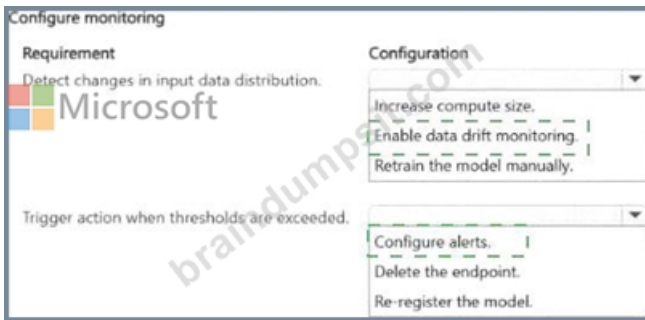 Configure monitoring
Requirement Configuration
Detect changes in input data distribution.
Microsoft
Increase compute size.
Enable data drift monitoring.
Retrain the model manually.
Trigger action when thresholds are exceeded.
Configure alerts.
Delete the endpoint.
Re-register the model.